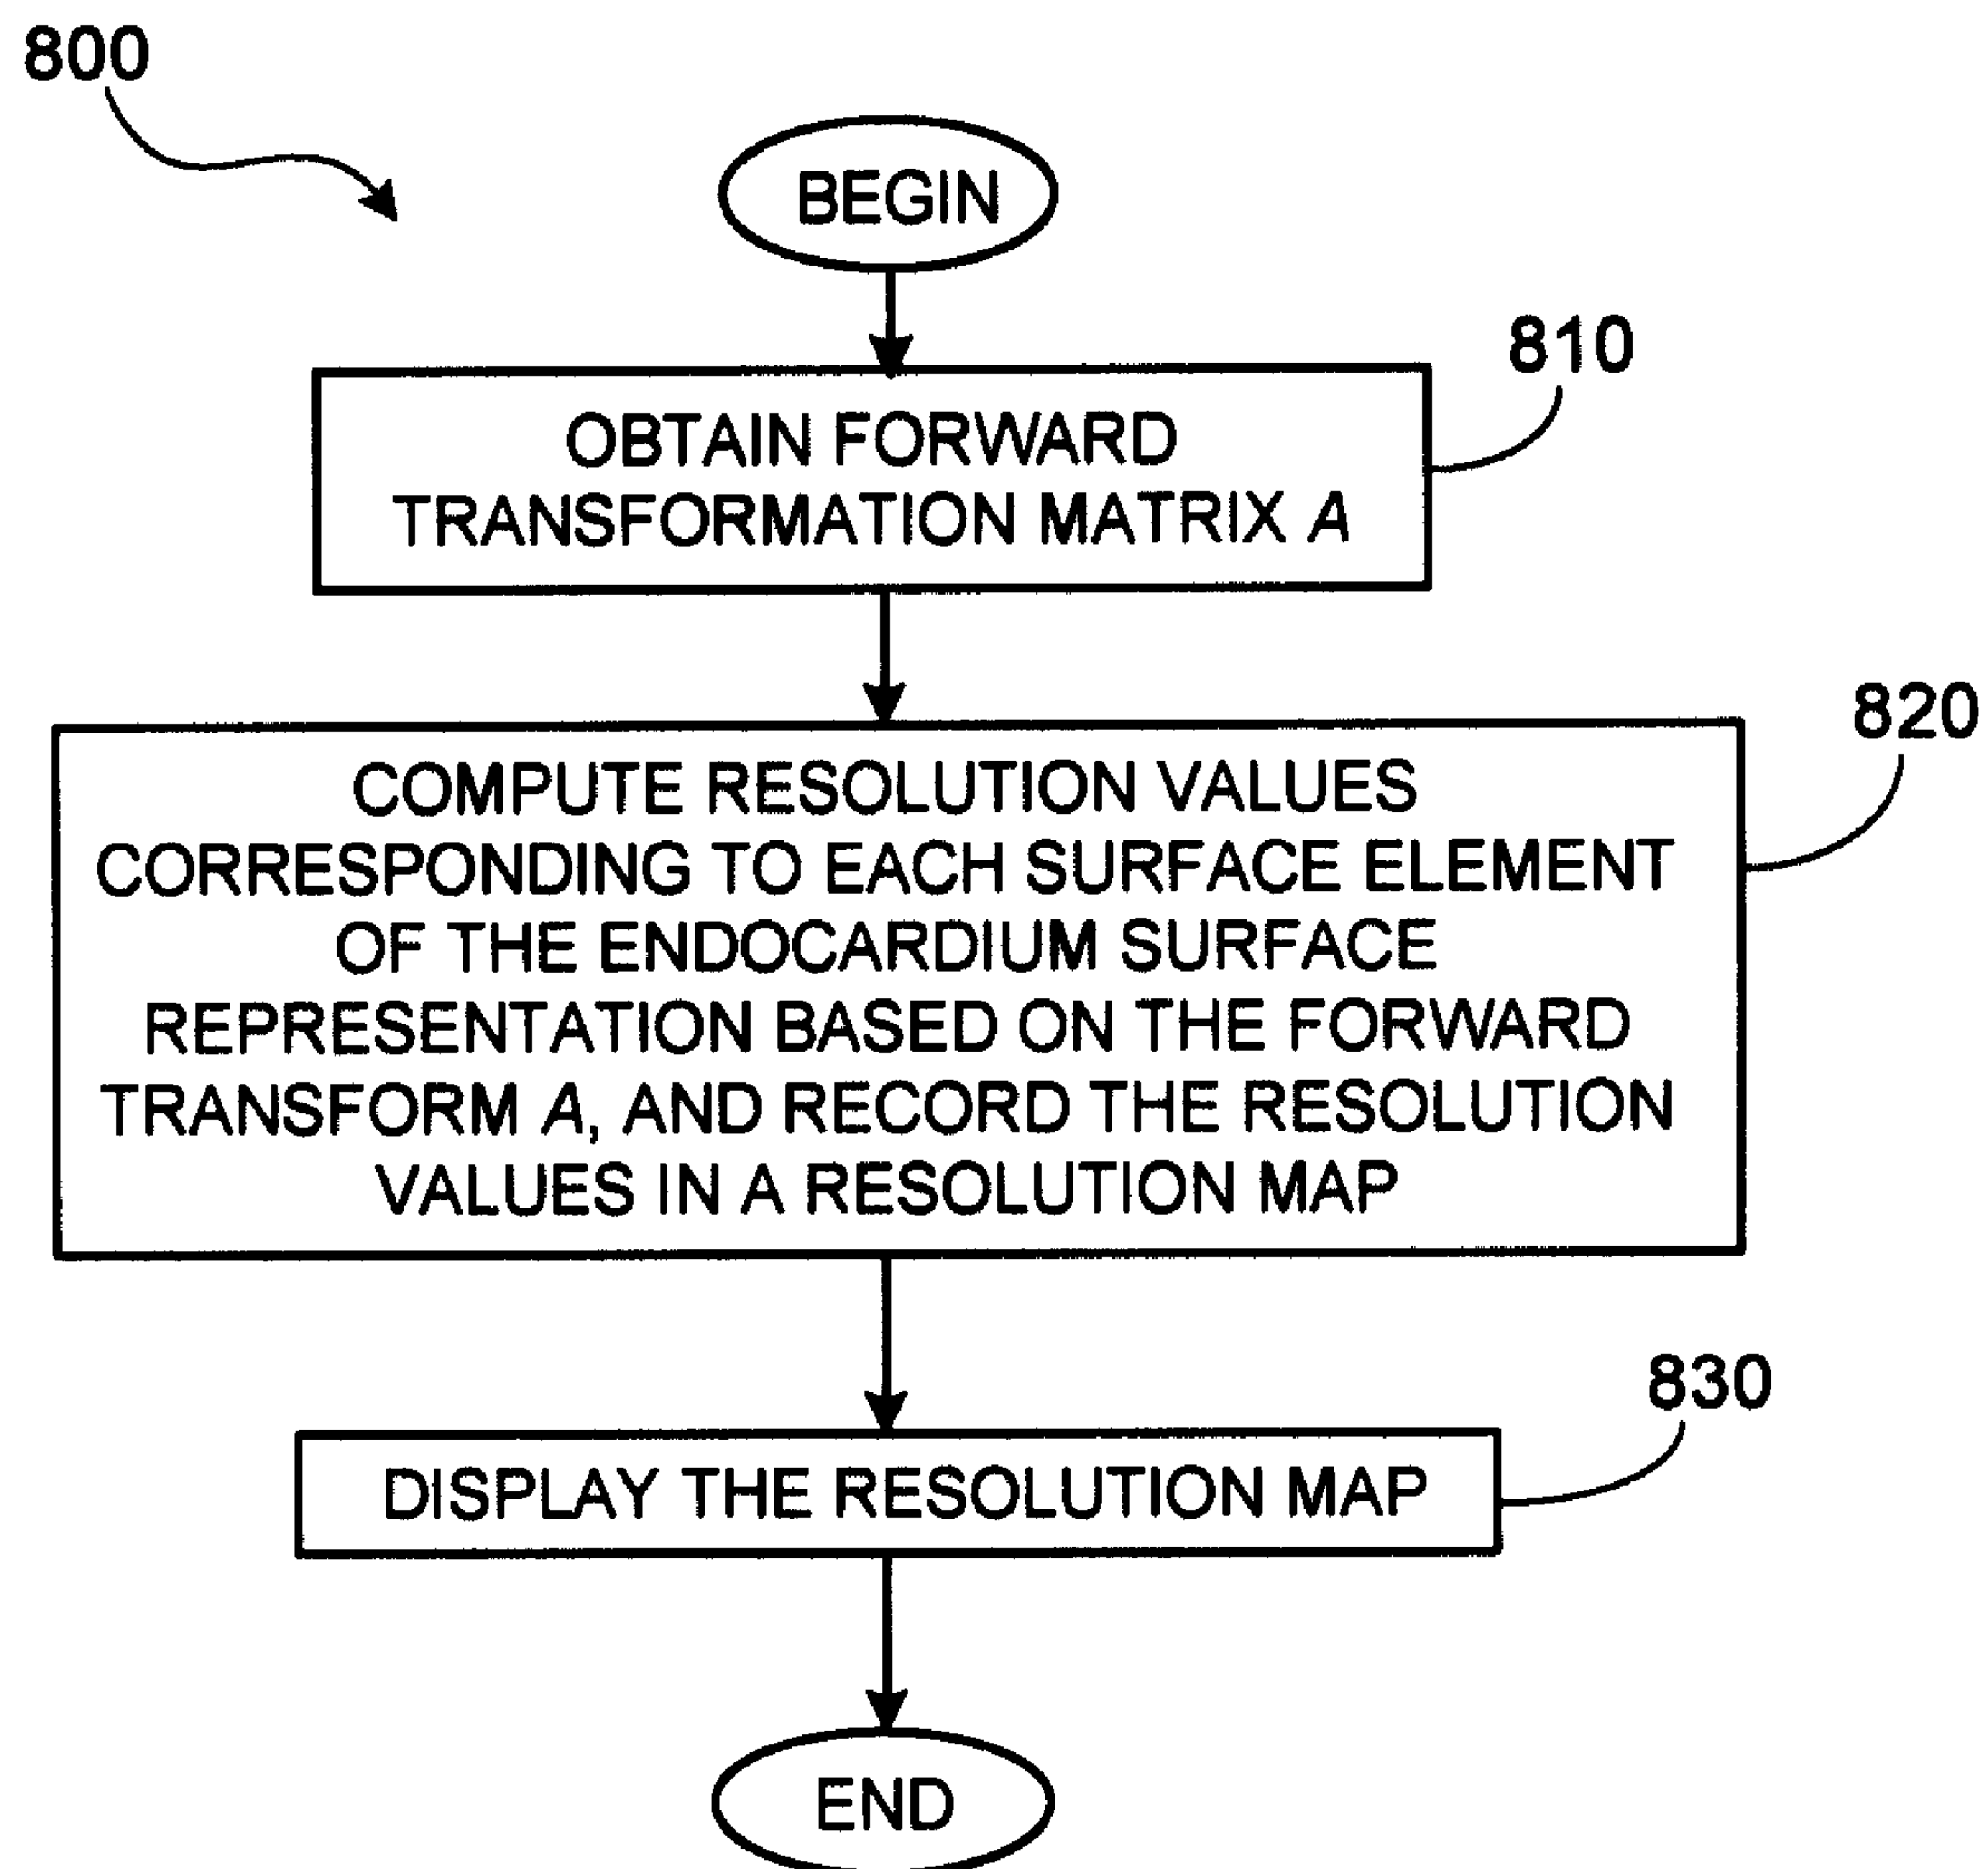 800
BEGIN
810
OBTAIN FORWARD
TRANSFORMATION MATRIX A
820
COMPUTE RESOLUTION VALUES
CORRESPONDING TO EACH SURFACE ELEMENT
OF THE ENDOCARDIUM SURFACE
REPRESENTATION BASED ON THE FORWARD
TRANSFORM A, AND RECORD THE RESOLUTION
VALUES IN A RESOLUTION MAP
830
DISPLAY THE RESOLUTION MAP
END